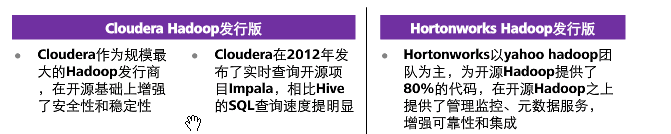 Cloudera Hadoop发行版
Cloudera作为规模最
大的Hadoop发行商
，在开源基础上增强
了安全性和稳定性
Cloudera在2012年发
布了实时查询开源项
目Impala，相比Hive
的SQL查询速度提明显
Hortonworks Hadoop发行版
Hortonworks以yahoo hadoop团
队为主，为开源Hadoop提供了
80%的代码，在开源Hadoop之上
提供了管理监控、元数据服务，
增强可靠性和集成